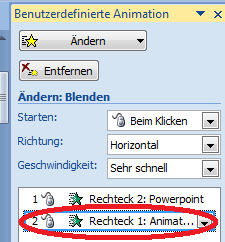 Benutzerdefinierte Animation
Ändern
Entfernen
Ändern: Blenden
Starten: Beim Klicken
Richtung:
Horizontal
Geschwindigkeit: Sehr schnell
1 Rechteck 2: Powerpoint
2 Rechteck 1: Animat...